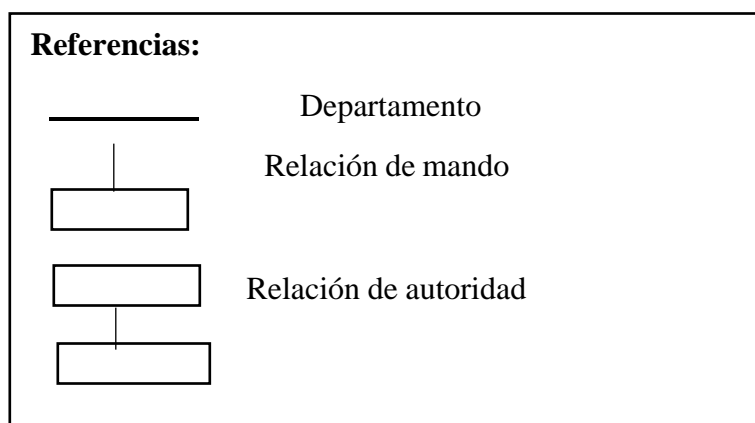 Referencias:
Departamento
Relación de mando
Relación de autoridad